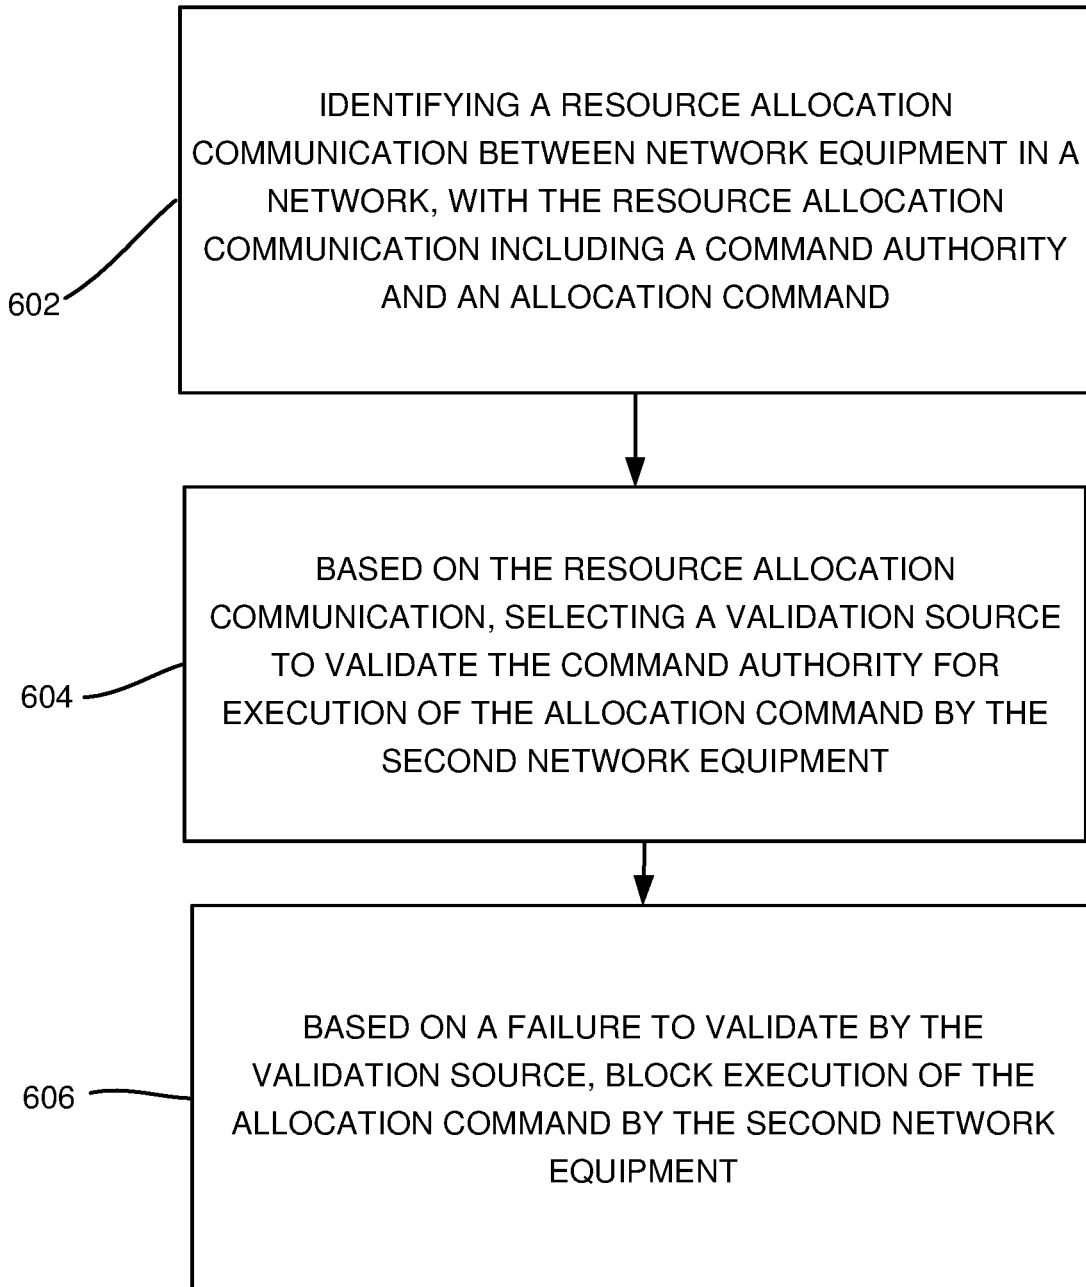 IDENTIFYING A RESOURCE ALLOCATION
COMMUNICATION BETWEEN NETWORK EQUIPMENT IN A
NETWORK, WITH THE RESOURCE ALLOCATION
COMMUNICATION INCLUDING A COMMAND AUTHORITY
AND AN ALLOCATION COMMAND
602
BASED ON THE RESOURCE ALLOCATION
COMMUNICATION, SELECTING A VALIDATION SOURCE
TO VALIDATE THE COMMAND AUTHORITY FOR
EXECUTION OF THE ALLOCATION COMMAND BY THE
SECOND NETWORK EQUIPMENT
604
BASED ON A FAILURE TO VALIDATE BY THE
VALIDATION SOURCE, BLOCK EXECUTION OF THE
ALLOCATION COMMAND BY THE SECOND NETWORK
EQUIPMENT
606